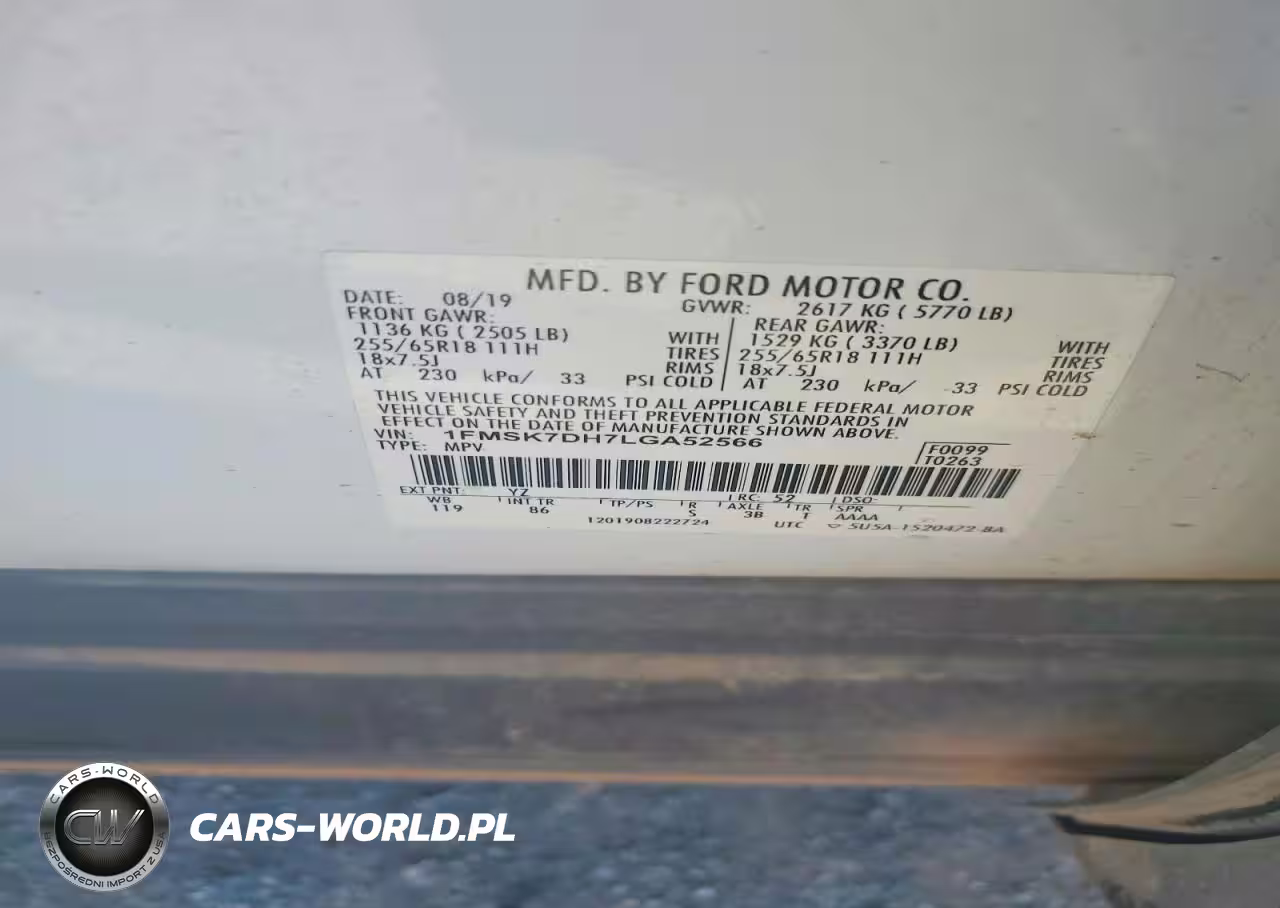 MFD. BY FORD MOTOR CO.
DATE: 08/19 GVWR: 2617 KG ( 5770 LB)
FRONT GAWR: REAR GAWR:
1136 KG ( 2505 LB) WITH 1529 KG ( 3370 LB) WITH
255/65R18 111H TIRES 255/65R18 111H TIRES
18x7.5J RIMS 18x7.5J RIMS
AT 230 kPa/ 33 PSI COLD AT 230 kPa/ 33 PSI COLD
THIS VEHICLE CONFORMS TO ALL APPLICABLE FEDERAL MOTOR
VEHICLE SAFETY AND THEFT PREVENTION STANDARDS IN
EFFECT ON THE DATE OF MANUFACTURE SHOWN ABOVE.
VIN: 1FMSK7DH7LGA52566 F0099
TYPE: MPV T0263
EXT PNT: YZ RC: 52 DSO:
WB INT TR TP/PS R AXLE TR SPR
119 86 S 3B T AAAA
1201908222724 UTC ▽ 5U5A-1520472-BA
CARS-WORLD
CW
BEZPOŚREDNI IMPORT Z USA
CARS-WORLD.PL